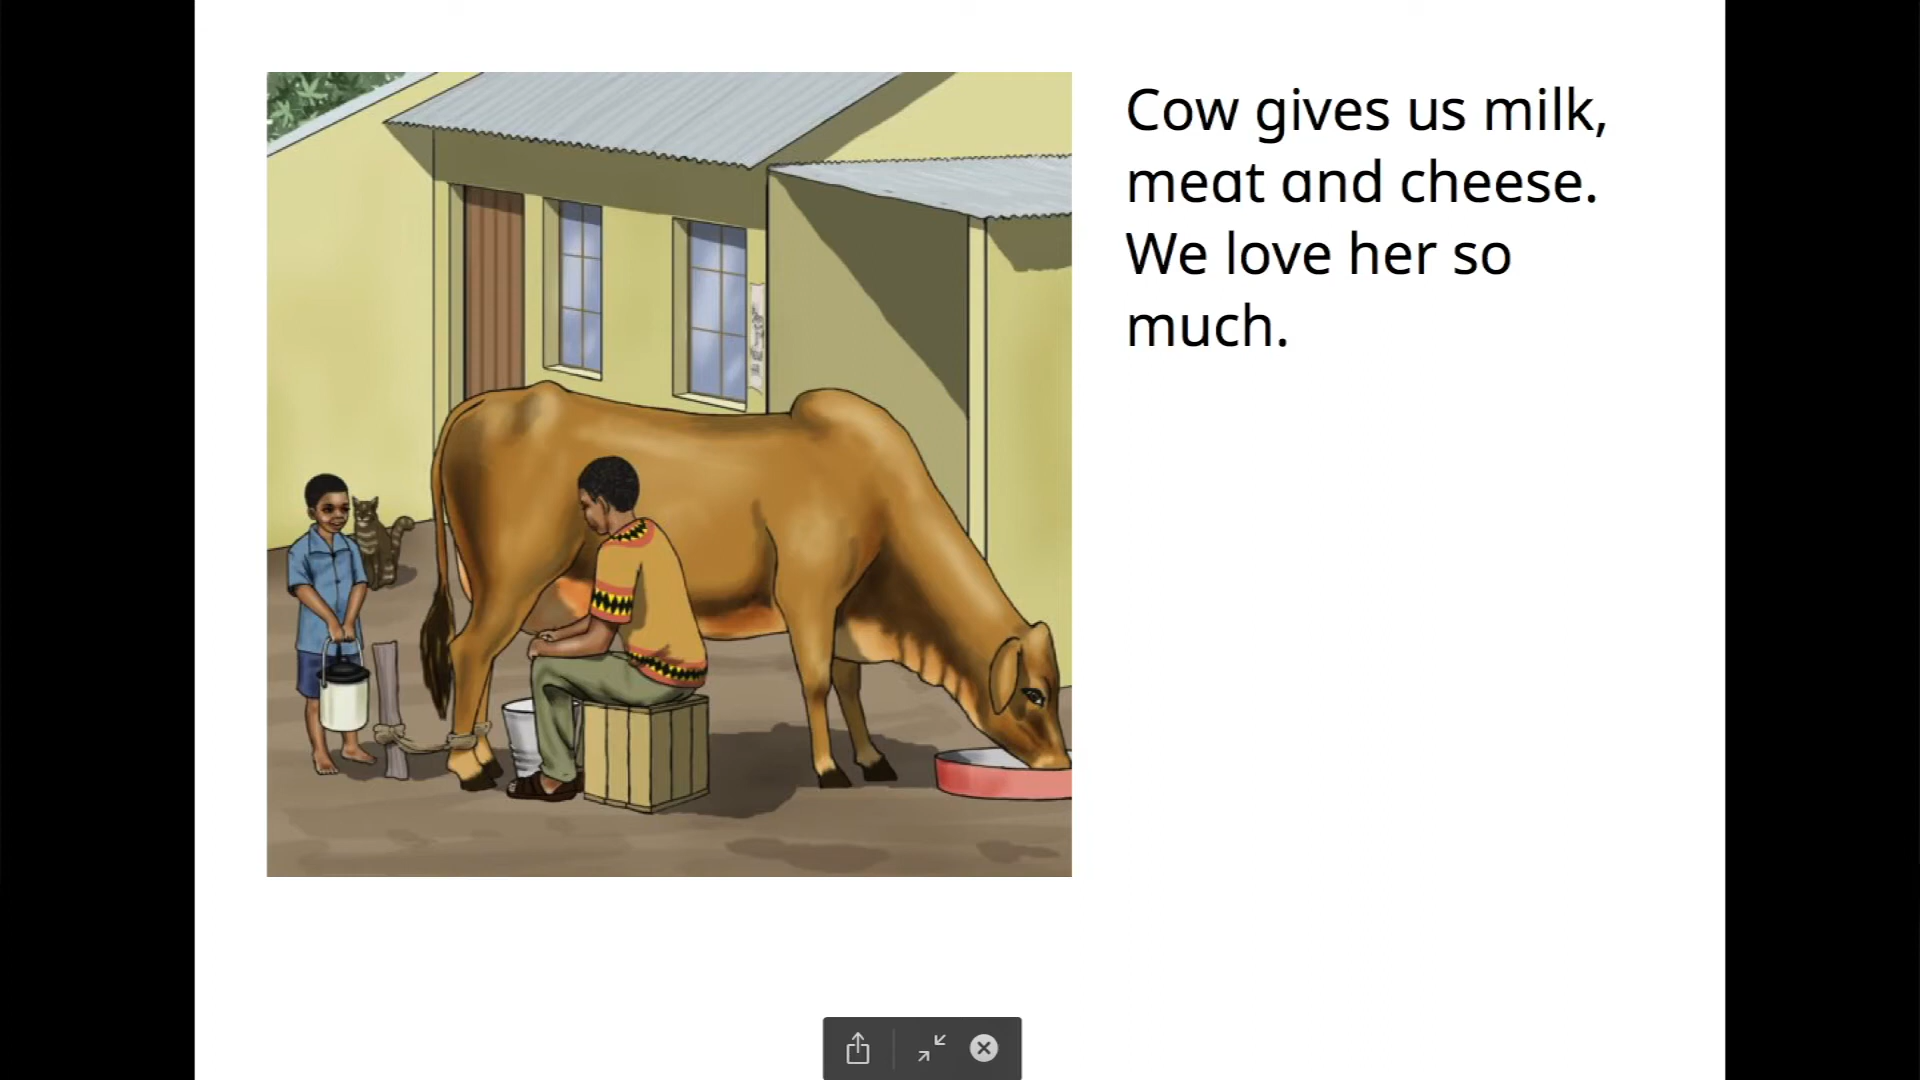 Cow gives us milk,
meat and cheese.
We love her so
much.